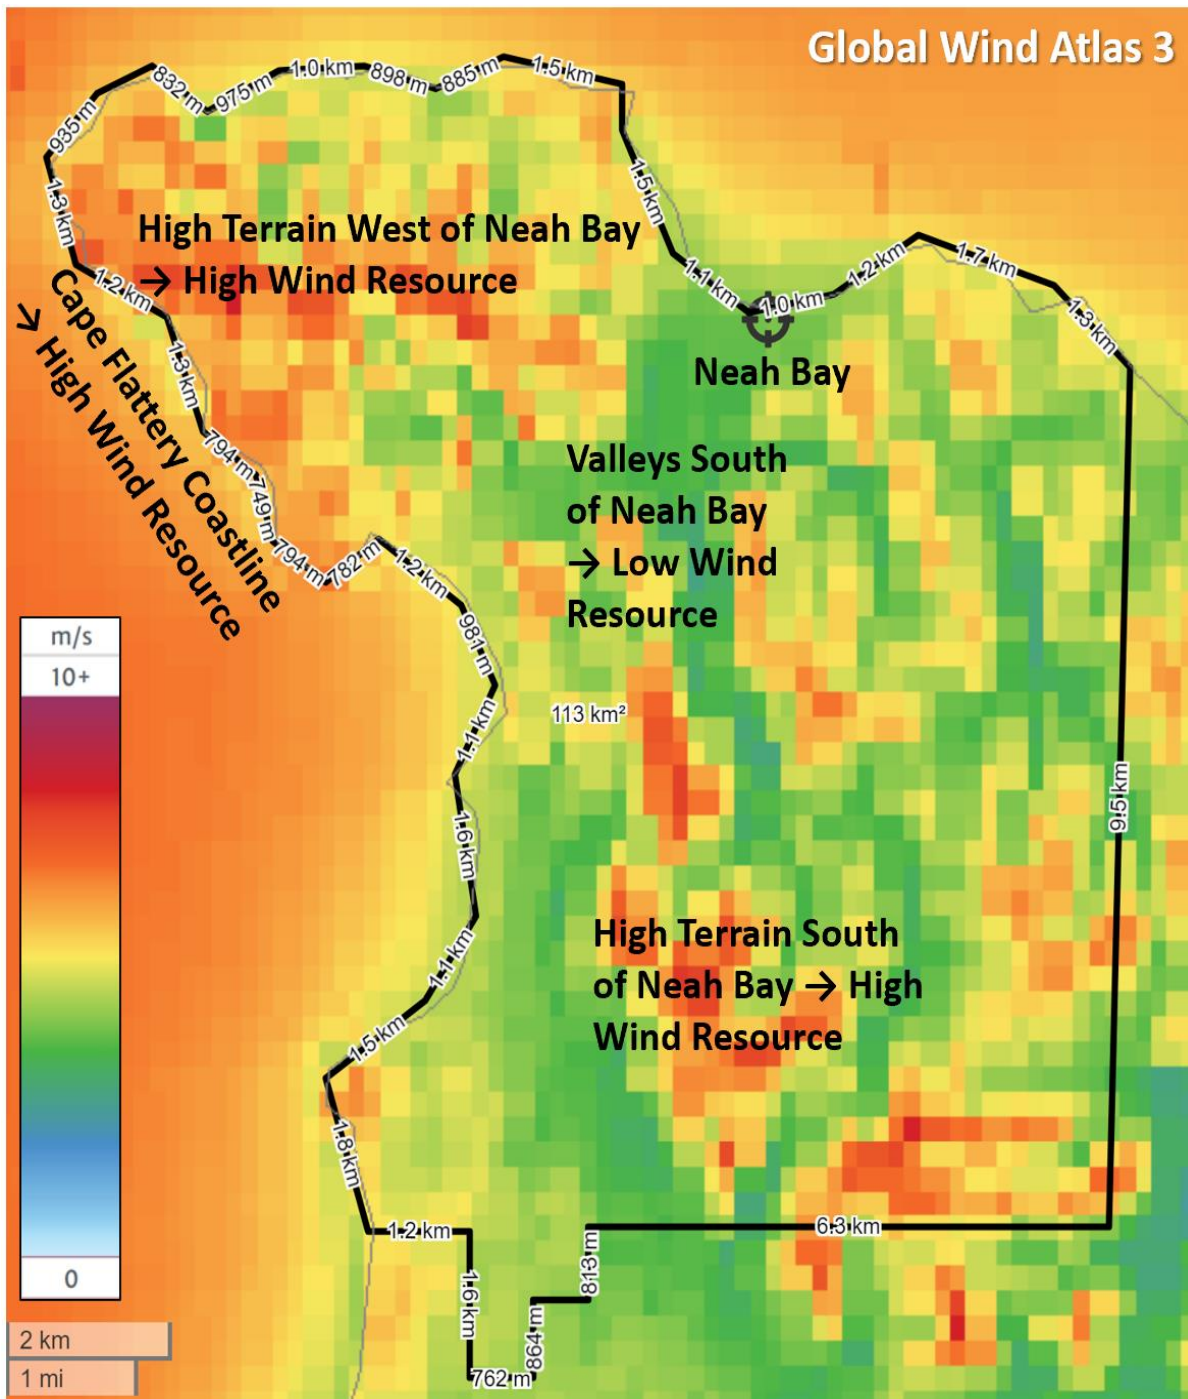 Global Wind Atlas 3
832 m
975 m
1.0 km
898 m
885 m
1.5 km
935 m
1.3 km
1.5 km
High Terrain West of Neah Bay
→ High Wind Resource
1.2 km
1.1 km
1.0 km
1.2 km
1.7 km
1.3 km
Neah Bay
Cape Flattery Coastline
→ High Wind Resource
1.3 km
794 m
749 m
794 m
782 m
1.2 km
981 m
1.1 km
Valleys South
of Neah Bay
→ Low Wind
Resource
113 km²
9.5 km
1.6 km
1.1 km
1.5 km
High Terrain South
of Neah Bay → High
Wind Resource
1.8 km
1.2 km
1.6 km
762 m
864 m
813 m
6.3 km
m/s
10+
0
2 km
1 mi